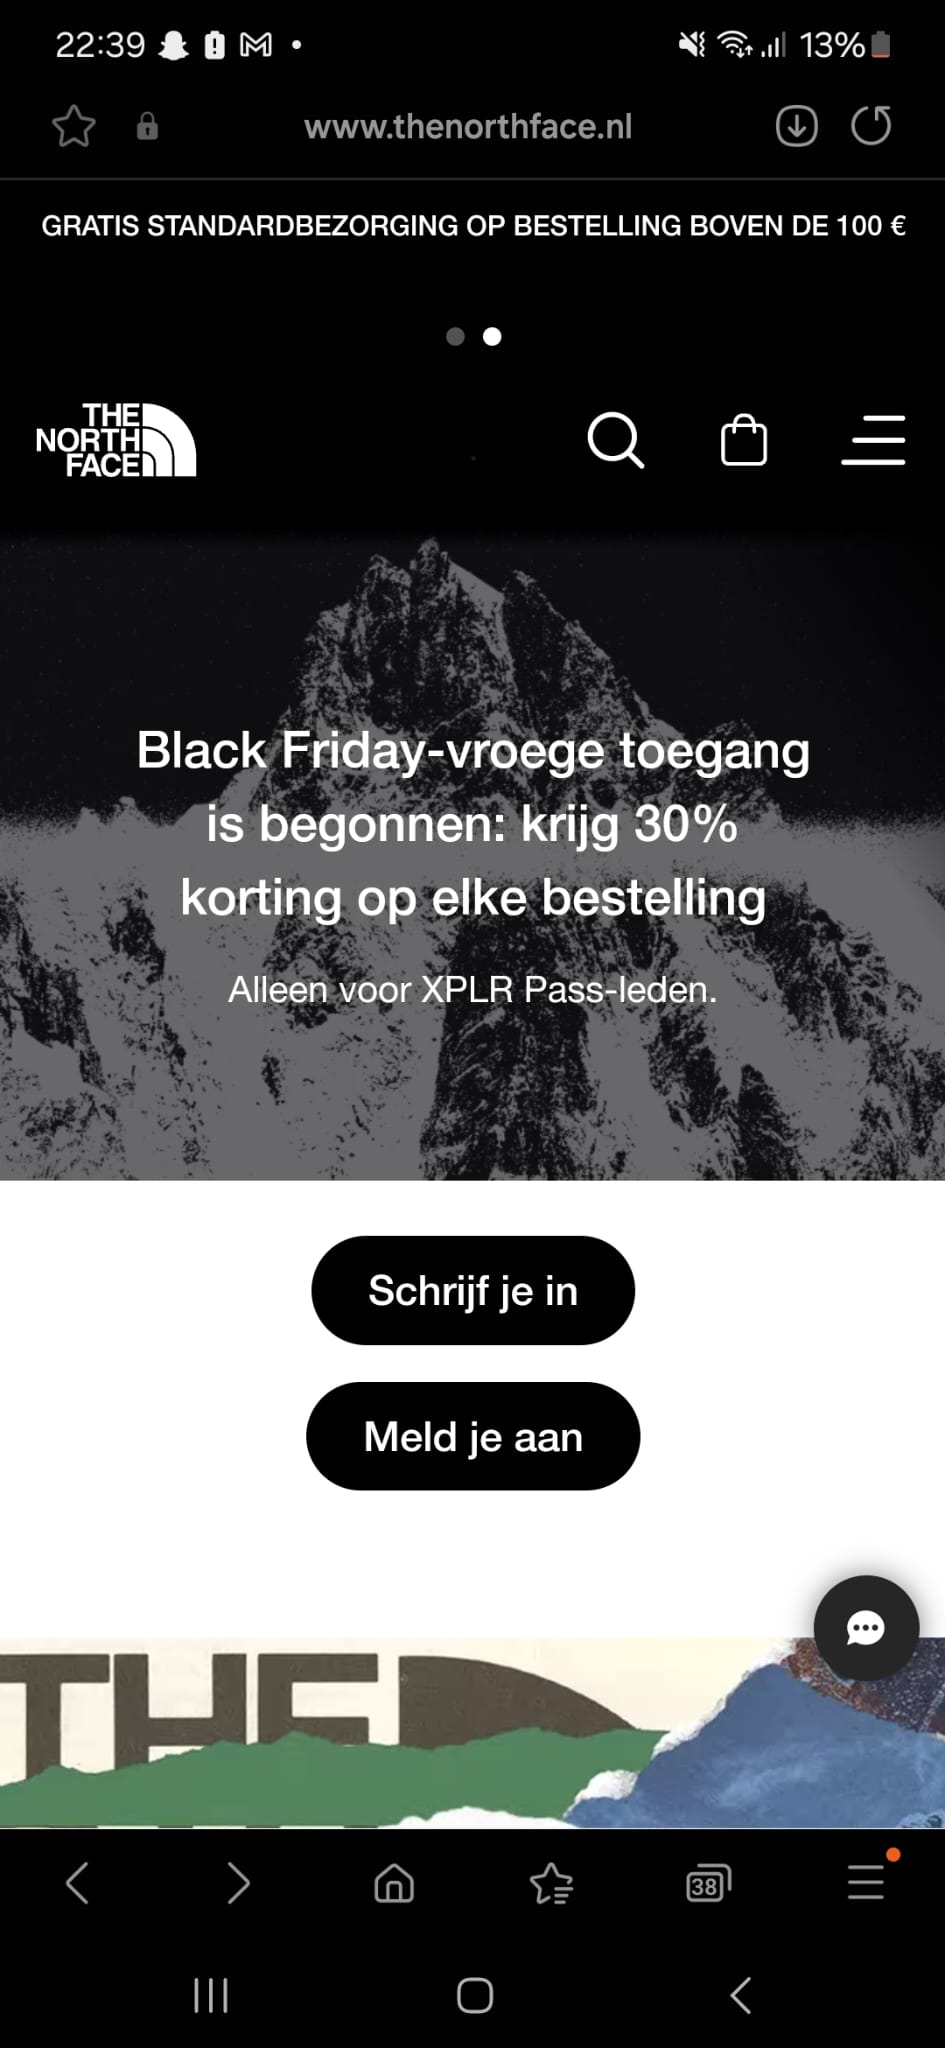 22:39
13%
www.thenorthface.nl
GRATIS STANDARDBEZORGING OP BESTELLING BOVEN DE 100 €
THE
NORTH
FACE
Black Friday-vroege toegang
is begonnen: krijg 30%
korting op elke bestelling
Alleen voor XPLR Pass-leden.
Schrijf je in
Meld je aan
THE
38